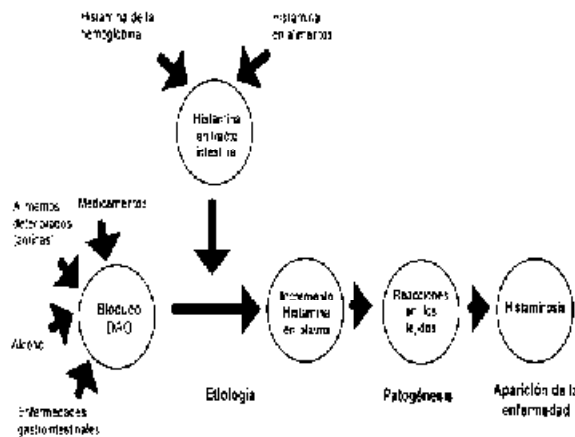 Histamina de la
hemoglobina
Histamina
en alimentos
Histamina
en tracto
intestinal
Alimentos
deteriorados
(aminas)
Medicamentos
Bloqueo
DAO
Alcohol
Enfermedades
gastrointestinales
Incremento
Histamina
en plasma
Reacciones
en los
tejidos
Histaminosis
Etiología
Patogénesis
Aparición de la
enfermedad